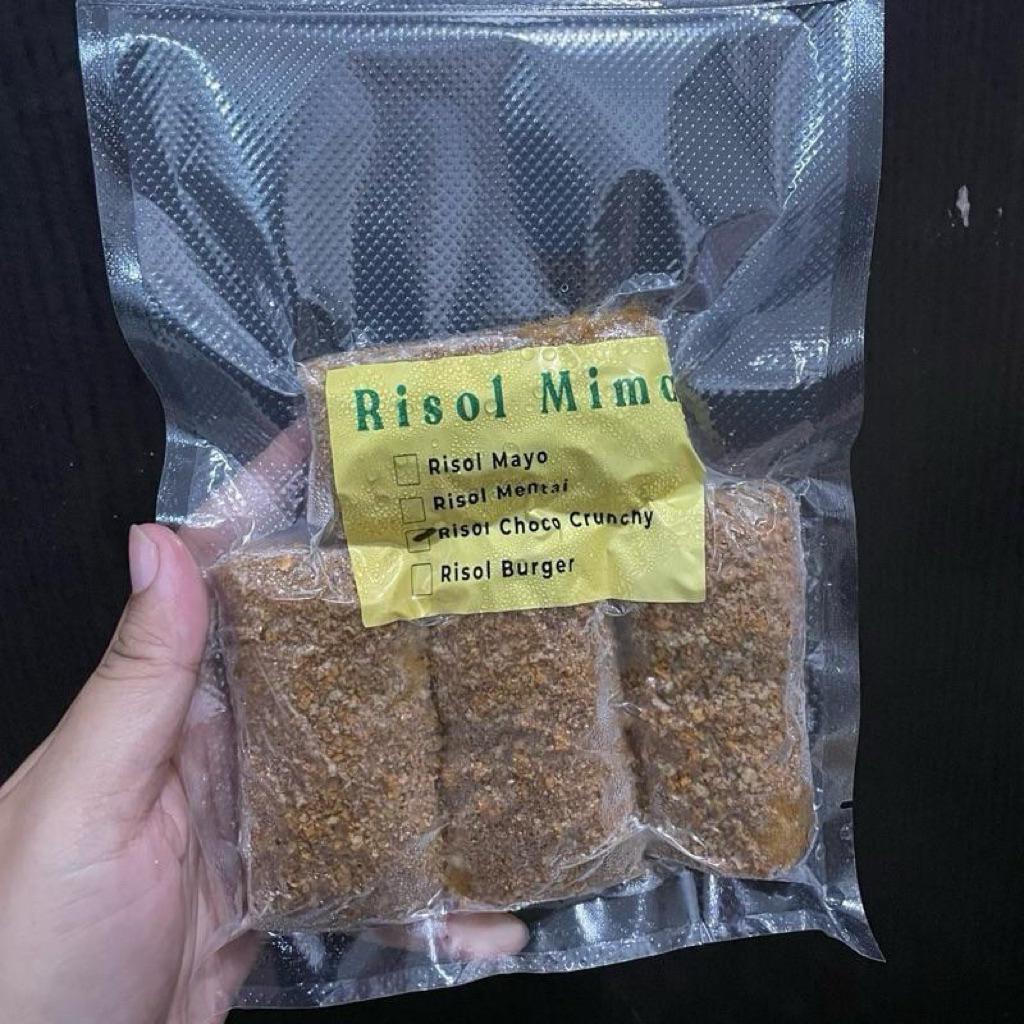 Risol Mimo
Risol Mayo
Risol Mentai
Risol Choco Crunchy
Risol Burger